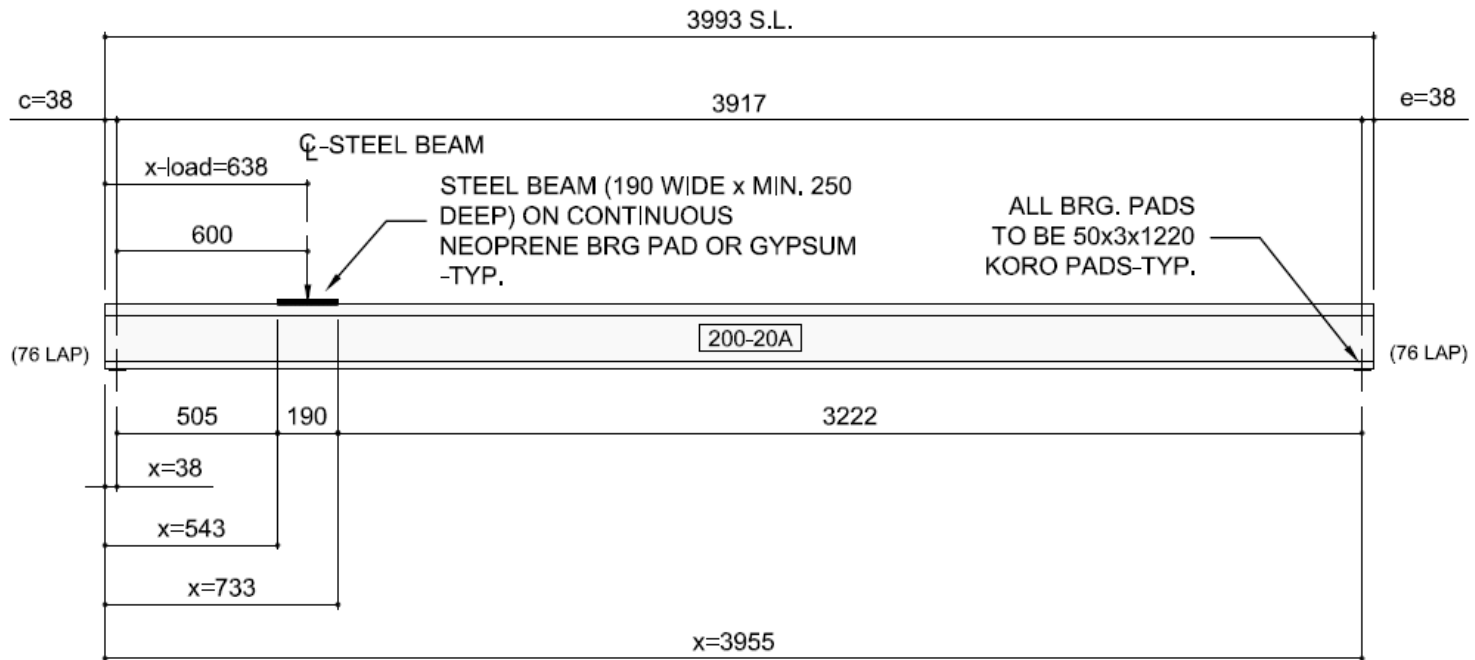 3993 S.L.
c=38
3917
e=38
℄-STEEL BEAM
x-load=638
STEEL BEAM (190 WIDE x MIN. 250
DEEP) ON CONTINUOUS
NEOPRENE BRG PAD OR GYPSUM
-TYP.
ALL BRG. PADS
TO BE 50x3x1220
KORO PADS-TYP.
600
200-20A
(76 LAP)
(76 LAP)
505
190
3222
x=38
x=543
x=733
x=3955